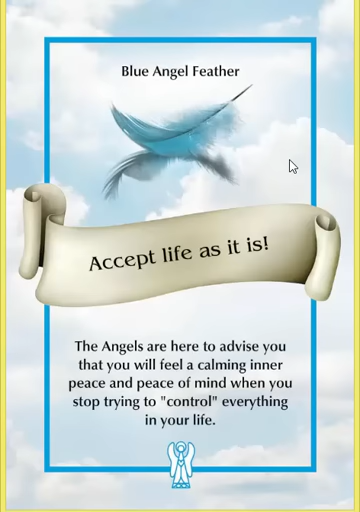 Blue Angel Feather
Accept life as it is!
The Angels are here to advise you
that you will feel a calming inner
peace and peace of mind when you
stop trying to "control" everything
in your life.